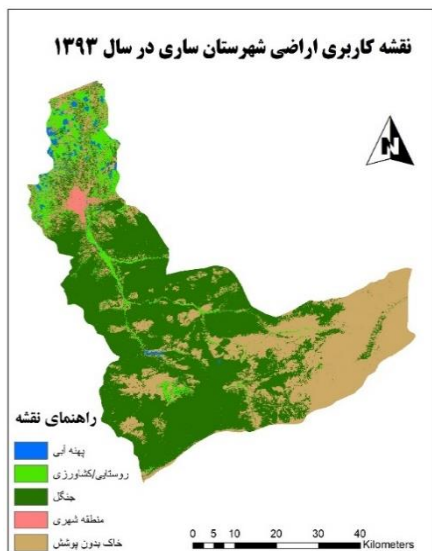 نقشه کاربری اراضی شهرستان ساری در سال ۱۳۹۳
N
راهنمای نقشه
پهنه آبی
روستایی/کشاورزی
جنگل
منطقه شهری
خاک بدون پوشش
0 5 10 20 30 40
Kilometers